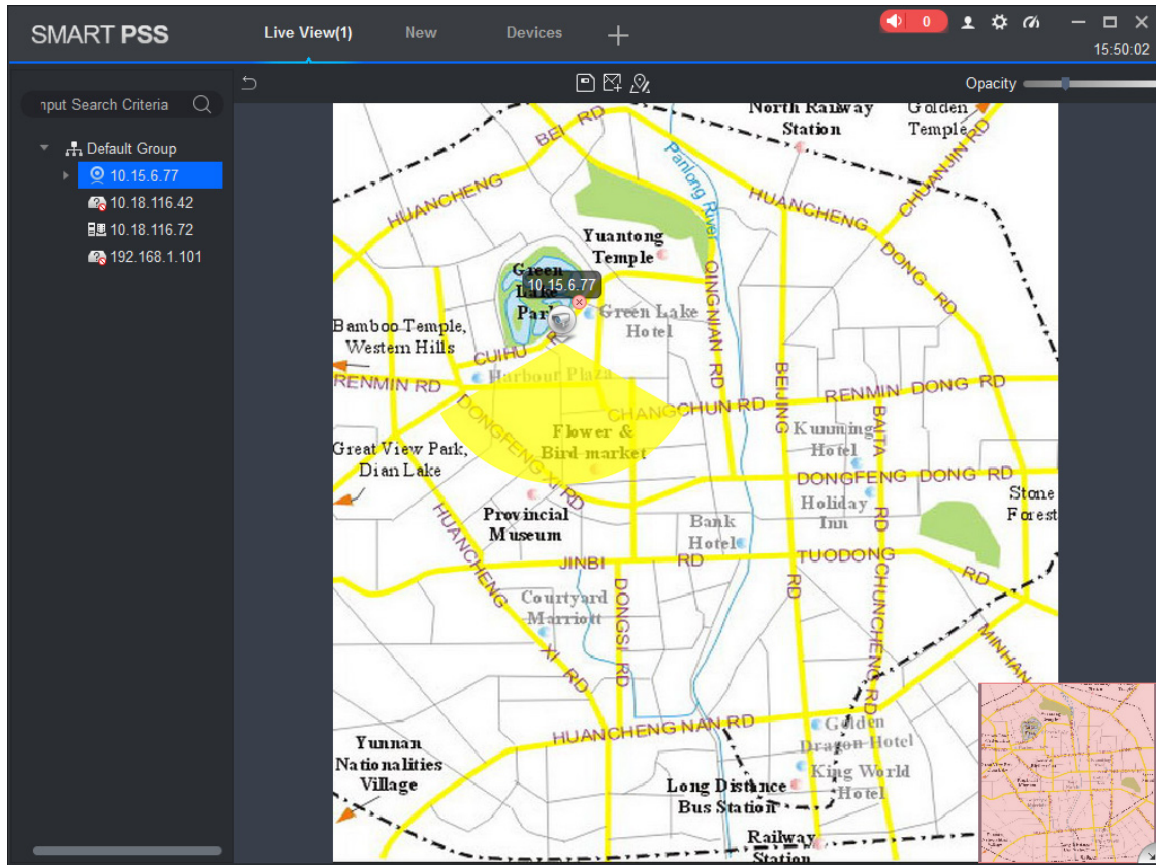 SMART PSS
Live View(1)
New
Devices
0
15:50:02
Opacity
nput Search Criteria
Default Group
10.15.6.77
10.18.116.42
10.18.116.72
192.168.1.101
North Railway
Station
Golden
Temple
BEI RD
HUANCHENG
Panlong River
HUANCHENG DONG RD
CHUANJIN RD
Yuantong
Temple
Green
Lake
Park
10.15.6.77
Green Lake
Hotel
QINGNIAN RD
Bamboo Temple,
Western Hills
CUIHU
Harbour Plaza
RENMIN RD
DONGFENG XI RD
CHANGCHUN RD
BEIJING
RD
RENMIN DONG RD
BAITA
RD
Flower &
Bird market
Kunming
Hotel
Great View Park,
Dian Lake
DONGFENG DONG RD
Stone
Forest
Holiday
Inn
Provincial
Museum
Bank
Hotel
HUANCHENG XI RD
JINBI RD
TUODONG RD
DONGSI RD
CHUNCHENG RD
Courtyard
Marriott
MINHAN
HUANCHENG NAN RD
Golden
Dragon Hotel
Yunnan
Nationalities
Village
King World
Hotel
Long Distance
Bus Station
Railway
Station